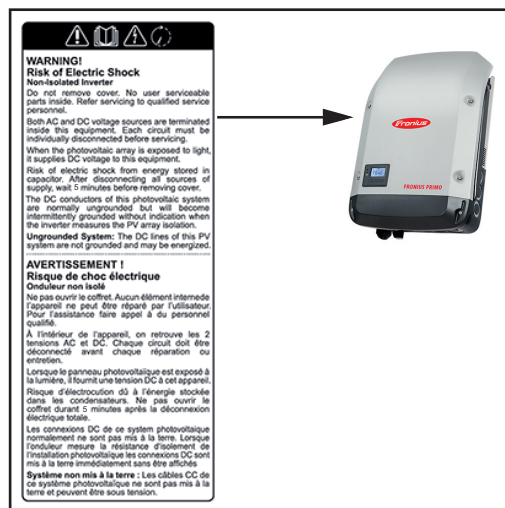 WARNING!
Risk of Electric Shock
Non-Isolated Inverter
Do not remove cover. No user serviceable
parts inside. Refer servicing to qualified service
personnel.
Both AC and DC voltage sources are terminated
inside this equipment. Each circuit must be
individually disconnected before servicing.
When the photovoltaic array is exposed to light,
it supplies DC voltage to this equipment.
Risk of electric shock from energy stored in
capacitor. After disconnecting all sources of
supply, wait 5 minutes before removing cover.
The DC conductors of this photovoltaic system
are normally ungrounded but will become
intermittently grounded without indication when
the inverter measures the PV array isolation.
Ungrounded System: The DC lines of this PV
system are not grounded and may be energized.
AVERTISSEMENT !
Risque de choc électrique
Onduleur non isolé
Ne pas ouvrir le coffret. Aucun élément internede
l'appareil ne peut être réparé par l'utilisateur.
Pour l'assistance faire appel à du personnel
qualifié.
À l'intérieur de l'appareil, on retrouve les 2
tensions AC et DC. Chaque circuit doit être
déconnecté avant chaque réparation ou
entretien.
Lorsque le panneau photovoltaïque est exposé à
la lumière, il fournit une tension DC à cet appareil.
Risque d'électrocution dû à l'énergie stockée
dans les condensateurs. Ne pas ouvrir le
coffret durant 5 minutes après la déconnexion
électrique totale.
Les connexions DC de ce system photovoltaique
normalement ne sont pas mis à la terre. Lorsque
l'onduleur mesure la résistance d'isolement de
l'installation photovoltaïque les connexions DC sont
mis à la terre immédiatement sans être affichés
Système non mis à la terre : Les câbles CC de
ce système photovoltaïque ne sont pas mis à la
terre et peuvent être sous tension.
Fronius
FRONIUS PRIMO